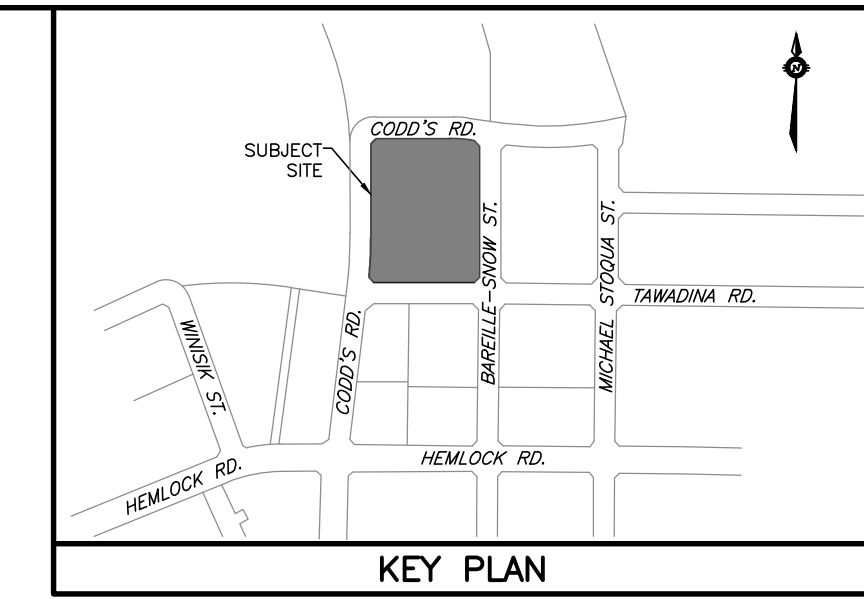 N
CODD'S RD.
SUBJECT
SITE
BAREILLE-SNOW ST.
MICHAEL STOQUA ST.
TAWADINA RD.
WINISIK ST.
CODD'S RD.
HEMLOCK RD.
HEMLOCK RD.
KEY PLAN